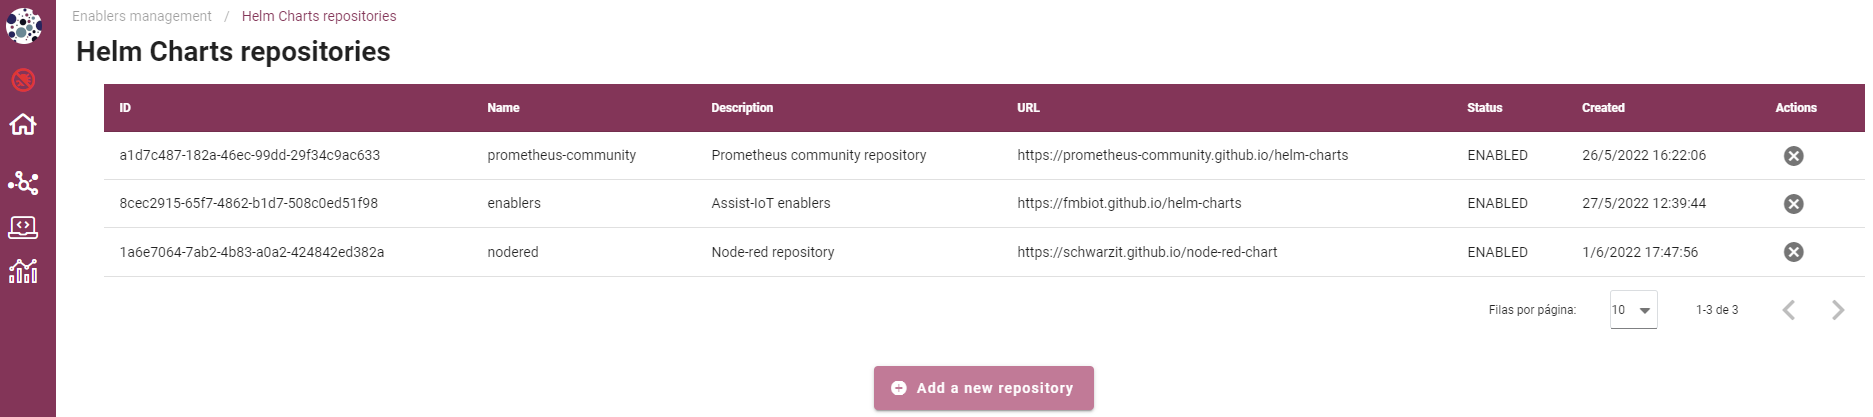 Enablers management / Helm Charts repositories
Helm Charts repositories
ID Name Description URL Status Created Actions
a1d7c487-182a-46ec-99dd-29f34c9ac633 prometheus-community Prometheus community repository https://prometheus-community.github.io/helm-charts ENABLED 26/5/2022 16:22:06
8cec2915-65f7-4862-b1d7-508c0ed51f98 enablers Assist-IoT enablers https://fmbiot.github.io/helm-charts ENABLED 27/5/2022 12:39:44
1a6e7064-7ab2-4b83-a0a2-424842ed382a nodered Node-red repository https://schwarzit.github.io/node-red-chart ENABLED 1/6/2022 17:47:56
Filas por página: 10 1-3 de 3
Add a new repository